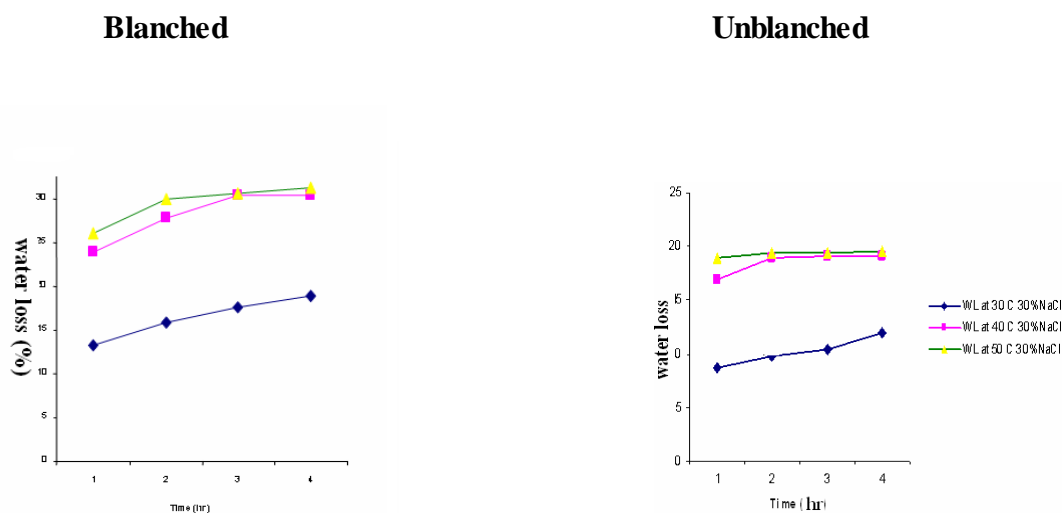 Blanched
Unblanched
water loss (%)
30
25
20
15
10
5
0
1 2 3 4
Time (hr)
water loss
25
20
5
0
5
0
1 2 3 4
Time (hr)
WL at 30 C 30%NaCl
WL at 40 C 30%NaCl
WL at 50 C 30%NaCl